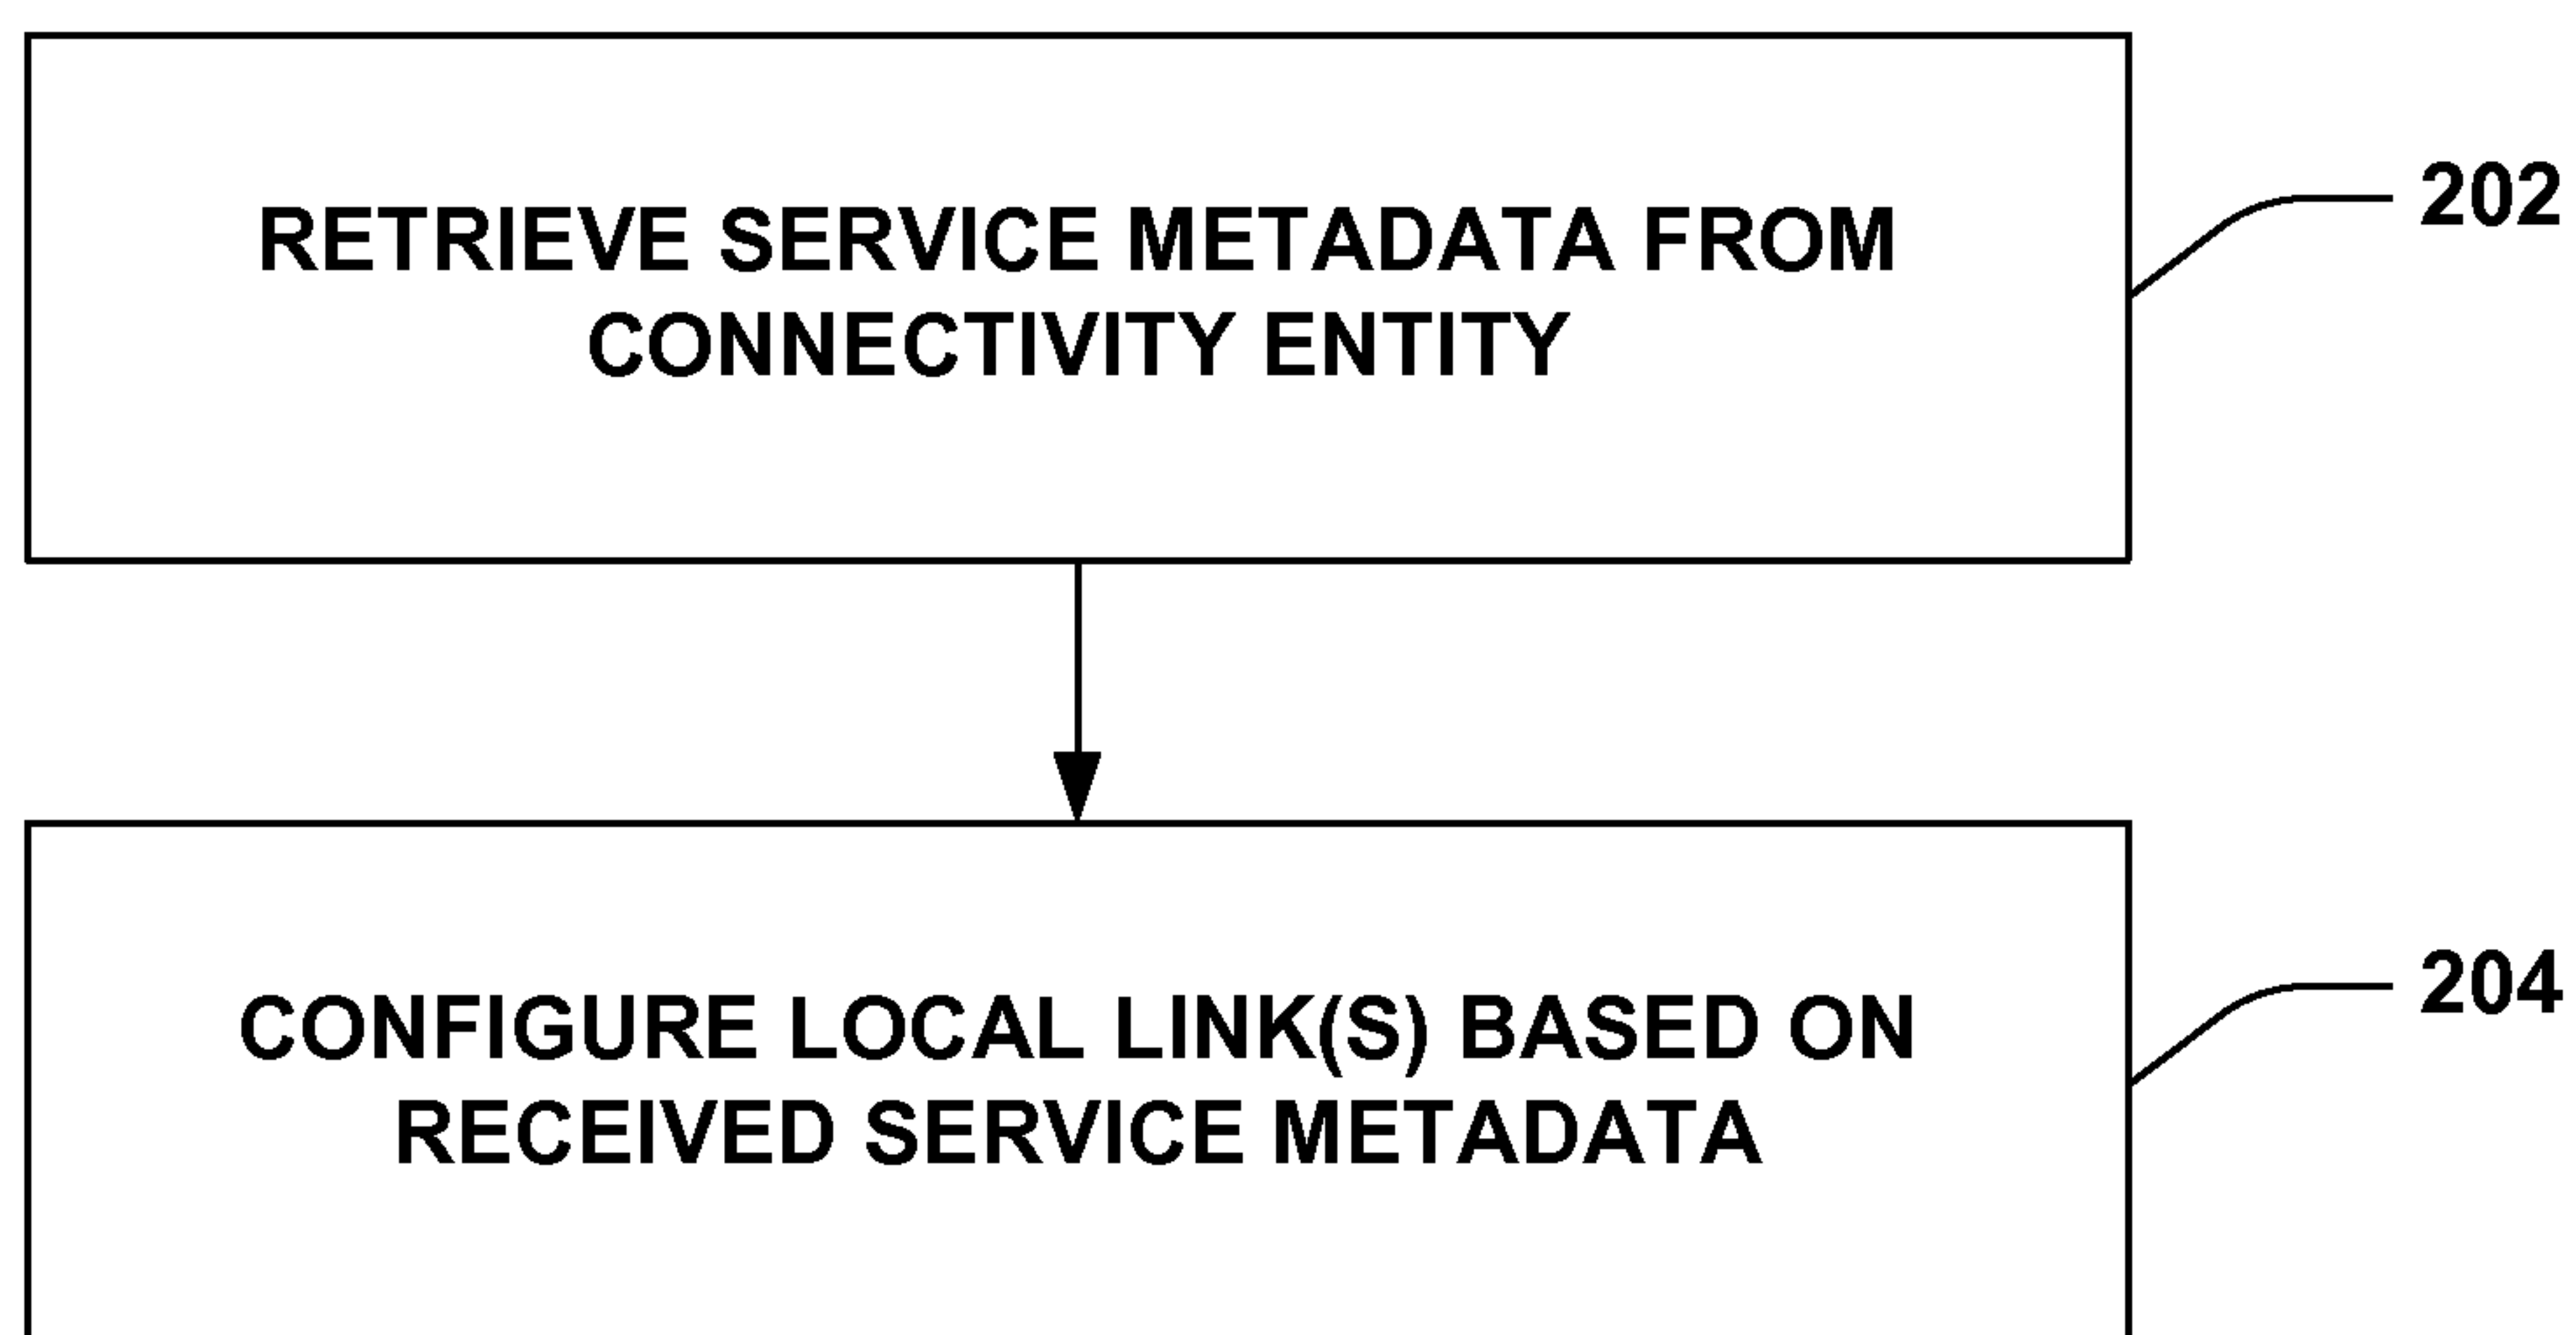 RETRIEVE SERVICE METADATA FROM
CONNECTIVITY ENTITY
202
CONFIGURE LOCAL LINK(S) BASED ON
RECEIVED SERVICE METADATA
204